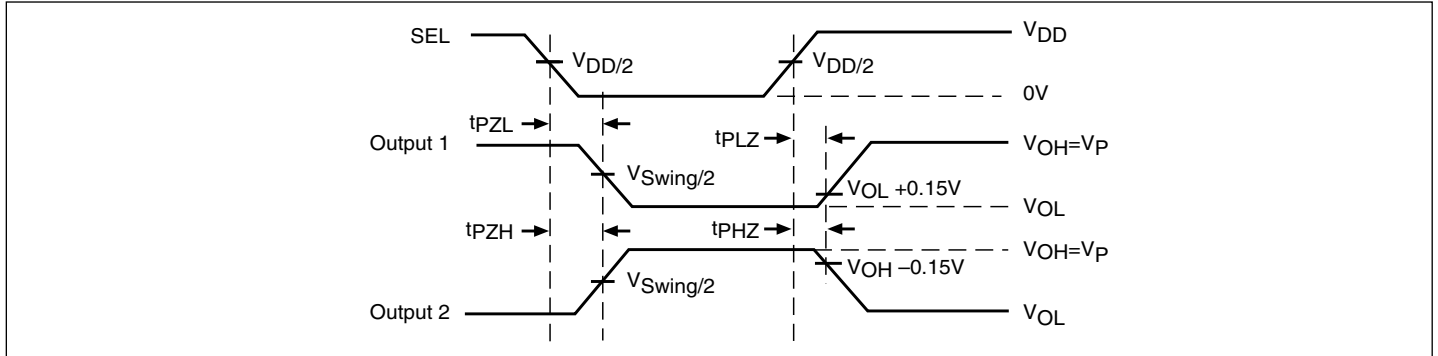 SEL
VDD/2
VDD/2
VDD
0V
tPZL
tPLZ
Output 1
VOH=VP
VSwing/2
VOL +0.15V
VOL
tPZH
tPHZ
VOH=VP
VOH –0.15V
VSwing/2
Output 2
VOL